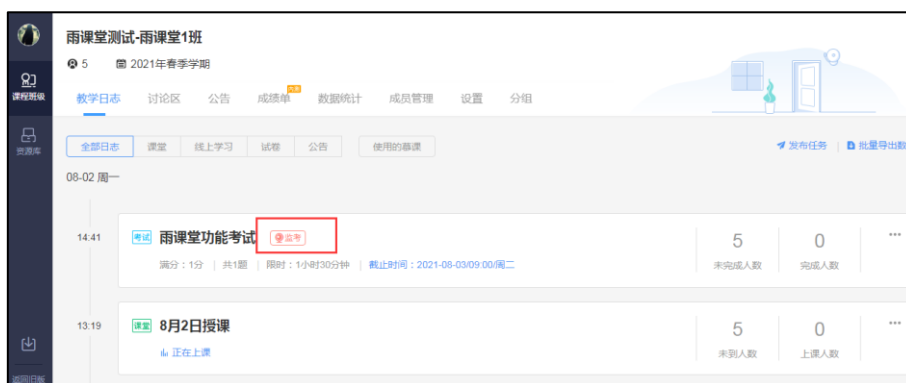 雨课堂测试-雨课堂1班
5 2021年春季学期
课程班级
教学日志 讨论区 公告 成绩单 数据统计 成员管理 设置 分组
资源库
全部日志 课堂 线上学习 试卷 公告 使用的慕课 发布任务 批量导出数
08-02 周一
14:41 考试 雨课堂功能考试 监考 5 0
满分：1分 共1题 限时：1小时30分钟 截止时间：2021-08-03/09:00/周二 未完成人数 完成人数
13:19 课堂 8月2日授课 5 0
正在上课 未到人数 上课人数
返回旧版